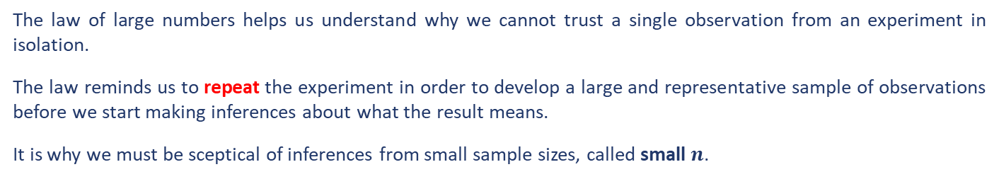 The law of large numbers helps us understand why we cannot trust a single observation from an experiment in
isolation.
The law reminds us to repeat the experiment in order to develop a large and representative sample of observations
before we start making inferences about what the result means.
It is why we must be sceptical of inferences from small sample sizes, called small n.